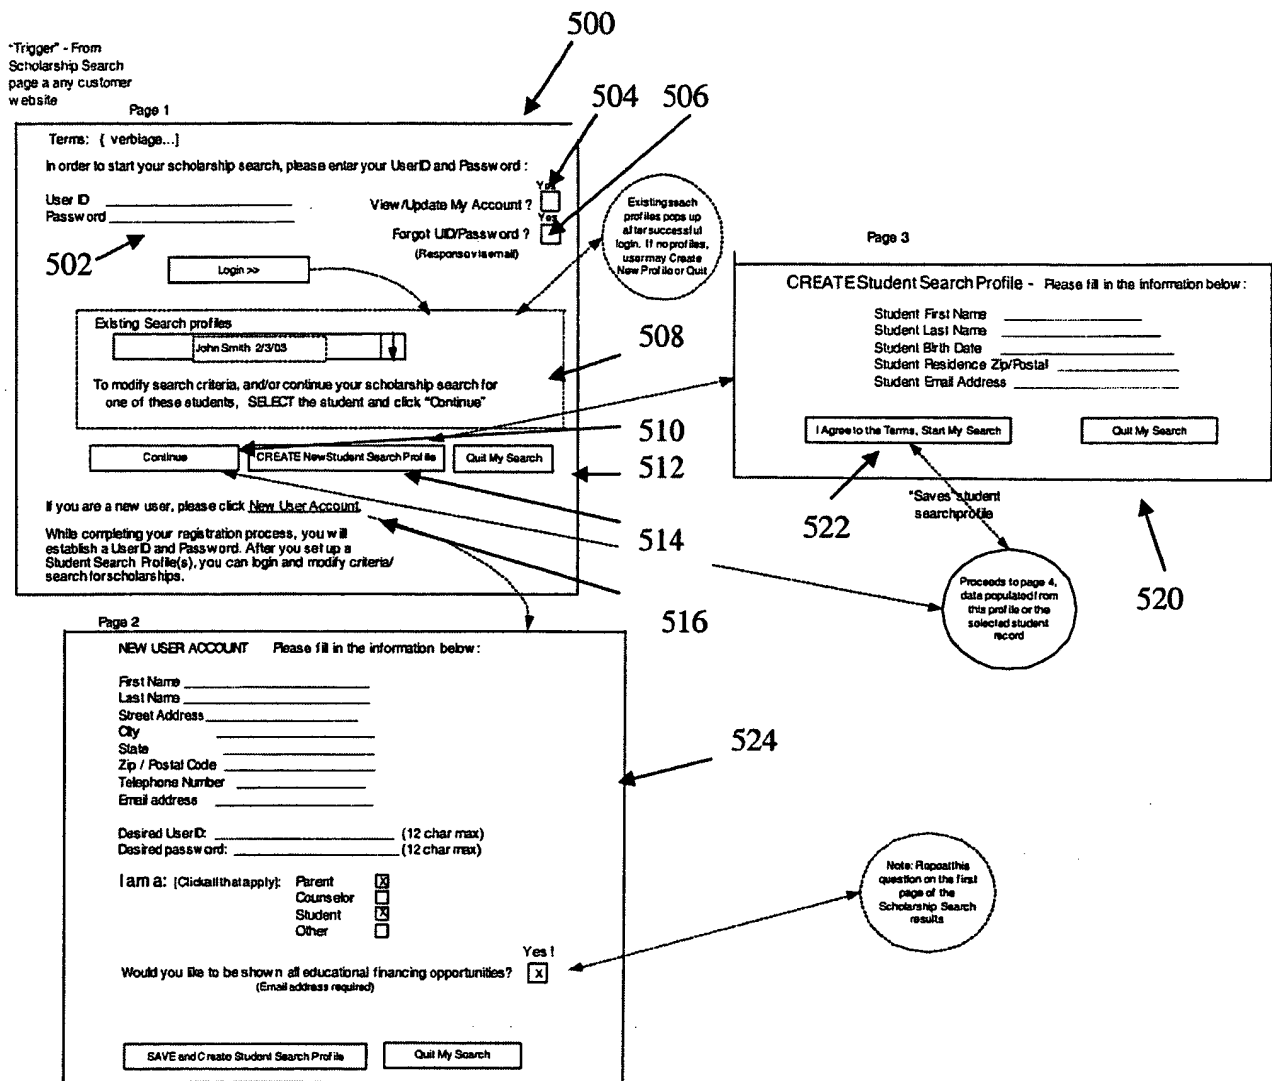 500
"Trigger" - From
Scholarship Search
page a any customer
website
504 506
Page 1
Terms: { verbiage...]
In order to start your scholarship search, please enter your UserID and Password :
Yes
User ID
View/Update My Account ?
Password
Yes
Forgot UID/Password ?
(Response via email)
502
Login >>
Existing seach
profiles pops up
after successful
login. If no profiles,
user may Create
New Profile or Quit
Existing Search profiles
John Smith 2/3/03
508
To modify search criteria, and/or continue your scholarship search for
one of these students, SELECT the student and click "Continue"
510
Continue
CREATE New Student Search Profile
Quit My Search
512
If you are a new user, please click New User Account.
514
While completing your registration process, you will
establish a UserID and Password. After you set up a
Student Search Profile(s), you can login and modify criteria/
search for scholarships.
516
Page 3
CREATE Student Search Profile - Please fill in the information below :
Student First Name
Student Last Name
Student Birth Date
Student Residence Zip/Postal
Student Email Address
I Agree to the Terms, Start My Search
Quit My Search
522
"Saves" student
search profile
520
Proceeds to page 4,
data populated from
this profile or the
selected student
record
Page 2
NEW USER ACCOUNT Please fill in the information below :
First Name
Last Name
Street Address
City
State
Zip / Postal Code
Telephone Number
Email address
524
Desired UserID: (12 char max)
Desired password: (12 char max)
I am a: [Click all that apply]: Parent X
Counselor
Student X
Other
Yes !
Would you like to be shown all educational financing opportunities? X
(Email address required)
Note: Repeat this
question on the first
page of the
Scholarship Search
results
SAVE and Create Student Search Profile
Quit My Search